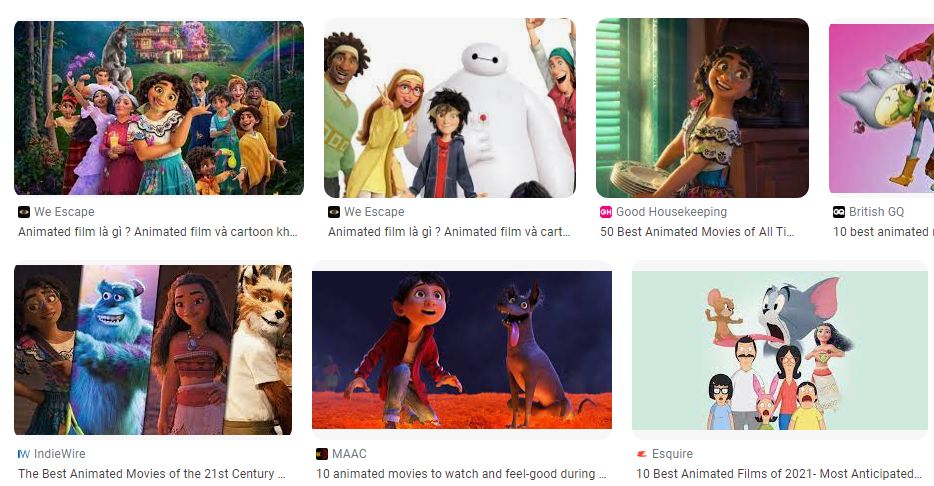 We Escape
Animated film là gì ? Animated film và cartoon kh...
We Escape
Animated film là gì ? Animated film và cart...
GH Good Housekeeping
50 Best Animated Movies of All Ti...
GQ British GQ
10 best animated
IW IndieWire
The Best Animated Movies of the 21st Century ...
MAAC
10 animated movies to watch and feel-good during ...
Esquire
10 Best Animated Films of 2021- Most Anticipated...